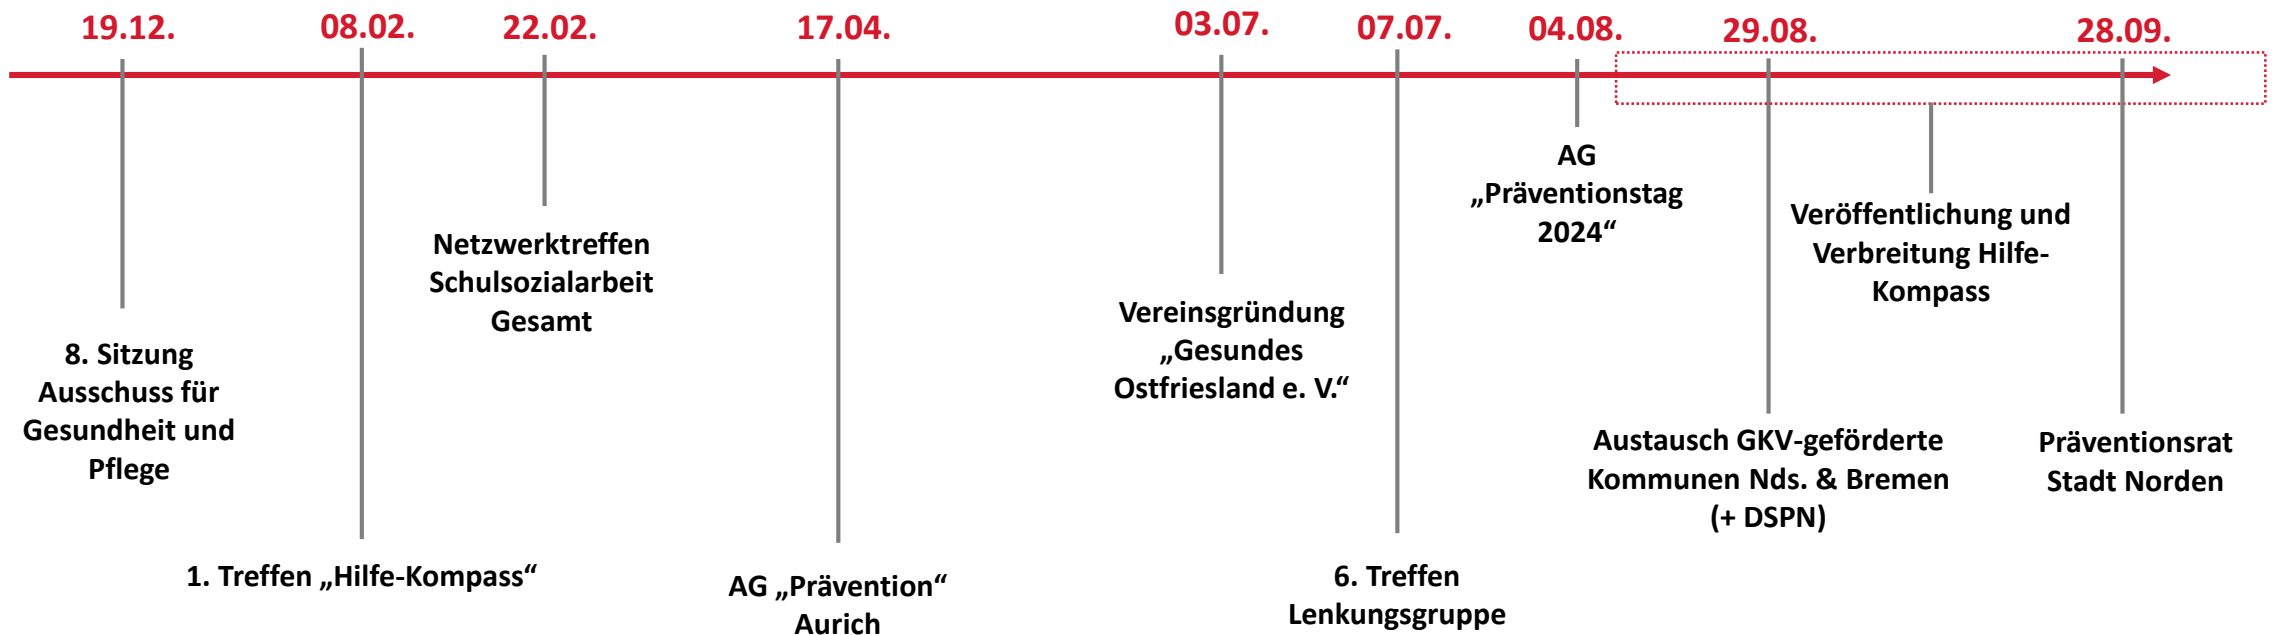 19.12.
08.02.
22.02.
17.04.
03.07.
07.07.
04.08.
29.08.
28.09.
8. Sitzung
Ausschuss für
Gesundheit und
Pflege
1. Treffen „Hilfe-Kompass“
Netzwerktreffen
Schulsozialarbeit
Gesamt
AG „Prävention“
Aurich
Vereinsgründung
„Gesundes
Ostfriesland e. V.“
6. Treffen
Lenkungsgruppe
AG
„Präventionstag
2024“
Austausch GKV-geförderte
Kommunen Nds. & Bremen
(+ DSPN)
Veröffentlichung und
Verbreitung Hilfe-
Kompass
Präventionsrat
Stadt Norden